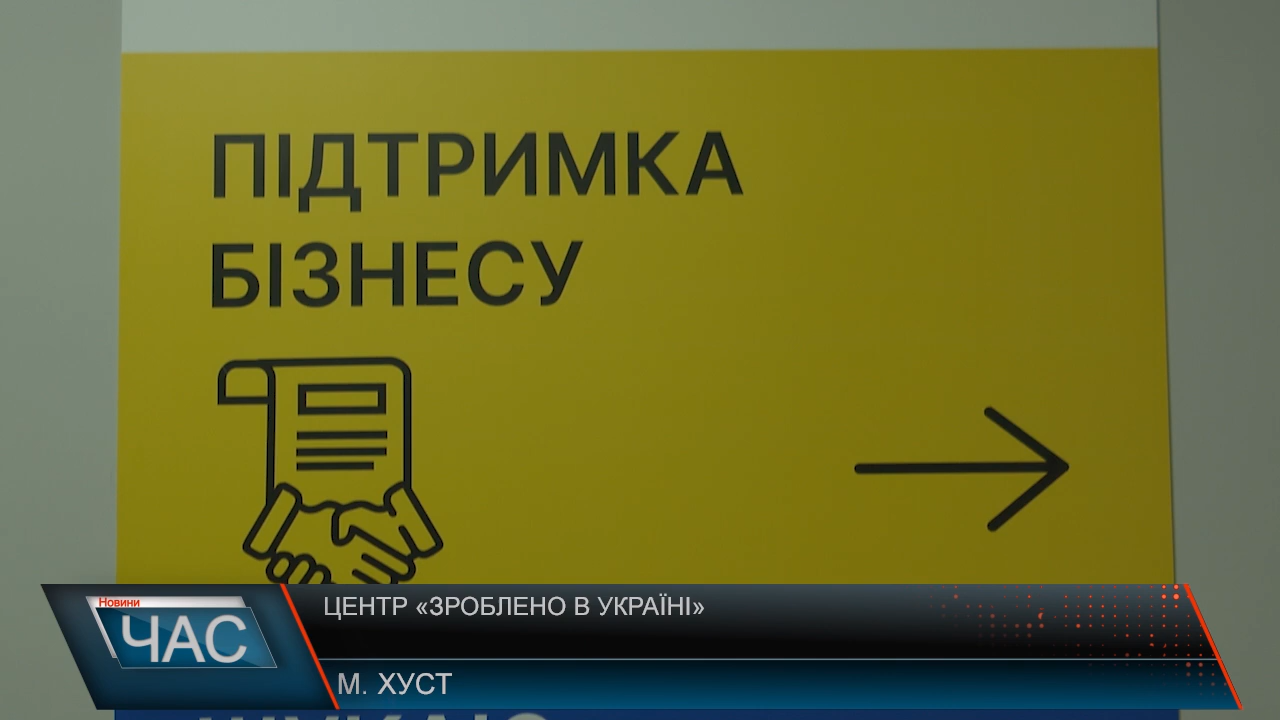 ПІДТРИМКА
БІЗНЕСУ
Новини
ЧАС
ЦЕНТР «ЗРОБЛЕНО В УКРАЇНІ»
М. ХУСТ